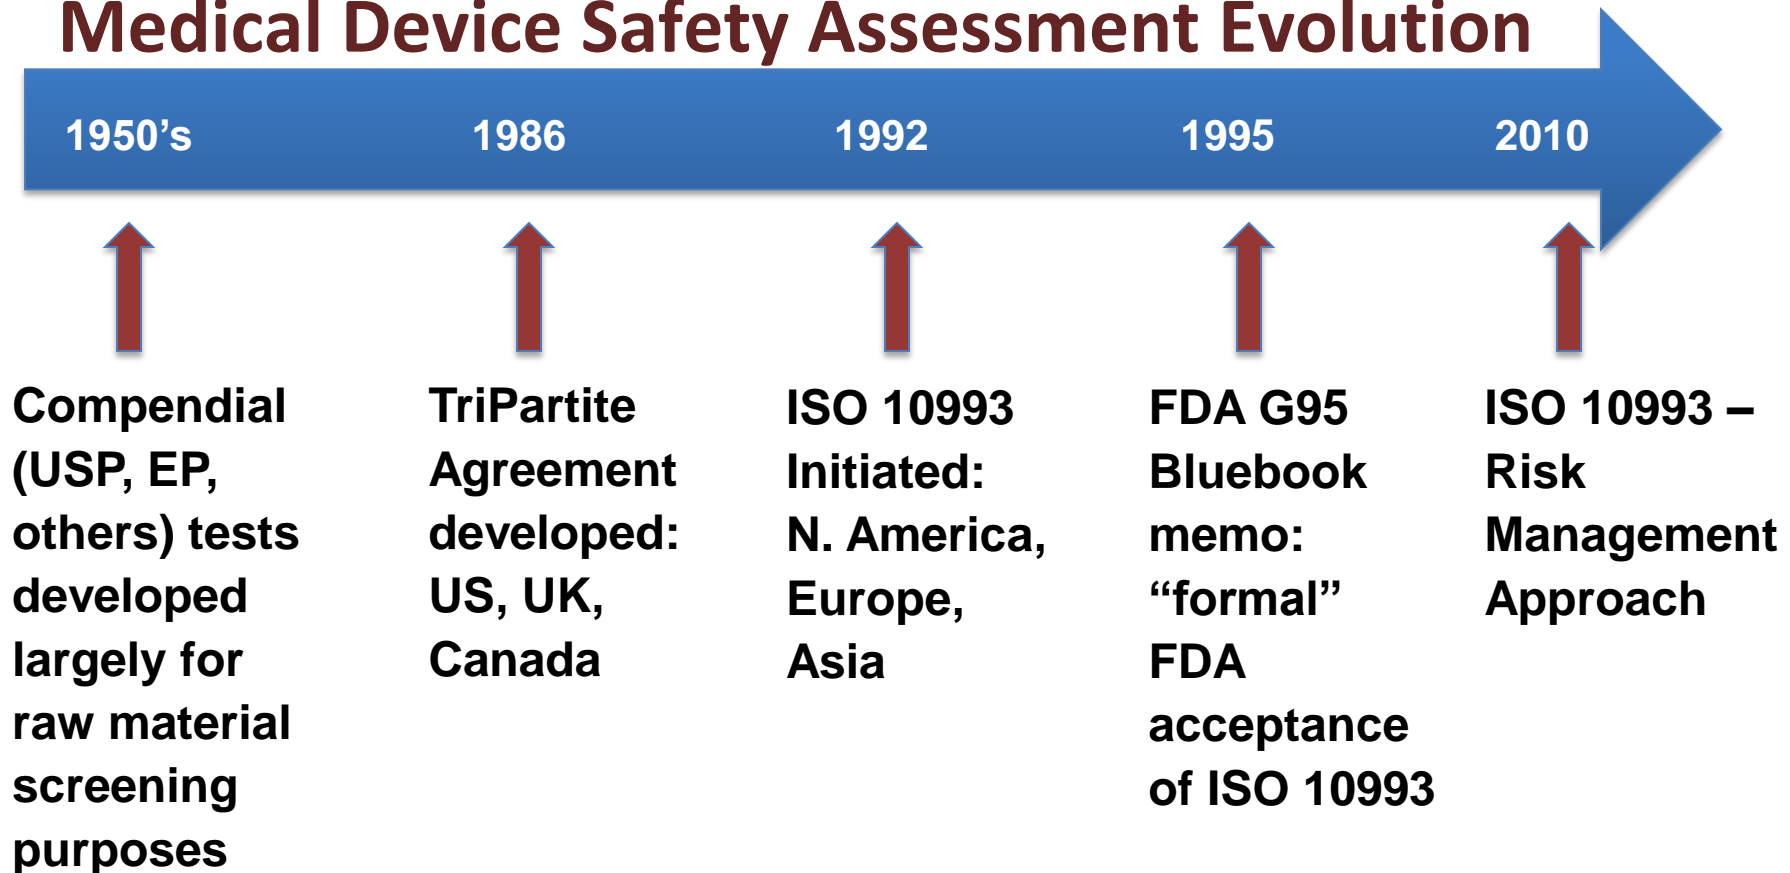 Medical Device Safety Assessment Evolution
1950’s
1986
1992
1995
2010
Compendial
(USP, EP,
others) tests
developed
largely for
raw material
screening
purposes
TriPartite
Agreement
developed:
US, UK,
Canada
ISO 10993
Initiated:
N. America,
Europe,
Asia
FDA G95
Bluebook
memo:
“formal”
FDA
acceptance
of ISO 10993
ISO 10993 –
Risk
Management
Approach